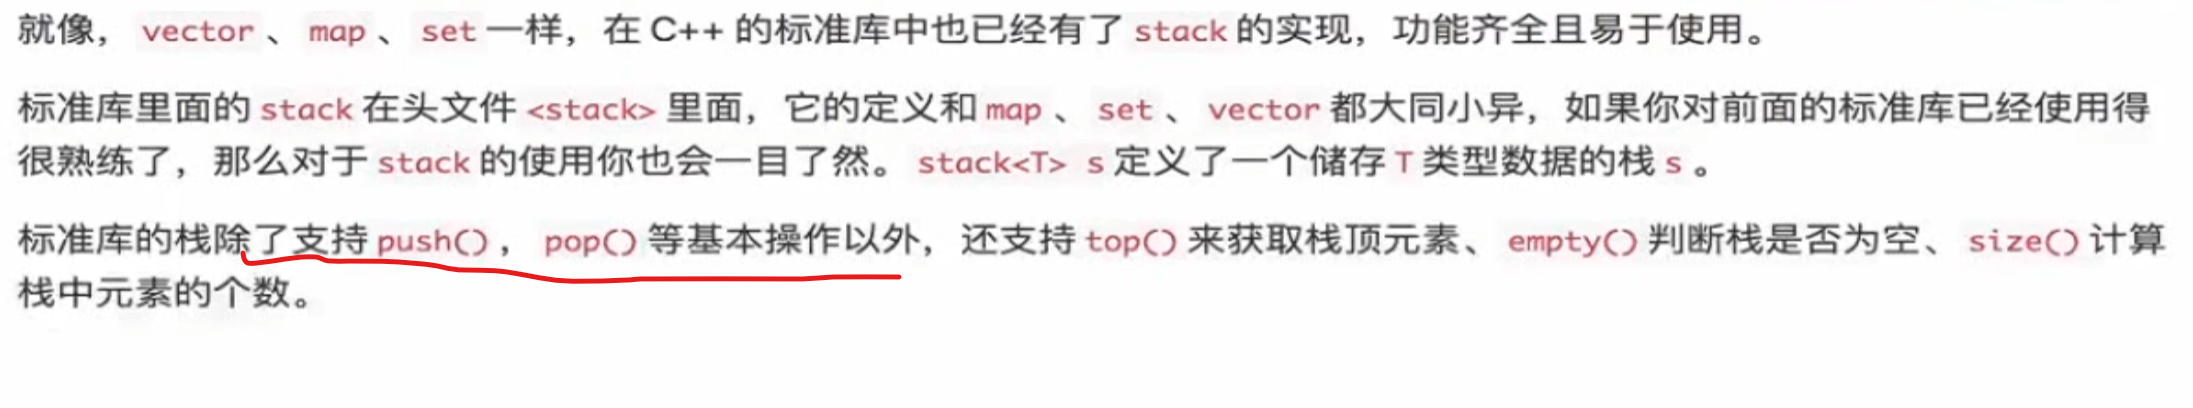 就像， vector 、 map 、 set 一样，在 C++ 的标准库中也已经有了 stack 的实现，功能齐全且易于使用。
标准库里面的 stack 在头文件 <stack> 里面，它的定义和 map 、 set 、 vector 都大同小异，如果你对前面的标准库已经使用得
很熟练了，那么对于 stack 的使用你也会一目了然。 stack<T> s 定义了一个储存 T 类型数据的栈 s 。
标准库的栈除了支持 push() ， pop() 等基本操作以外，还支持 top() 来获取栈顶元素、 empty() 判断栈是否为空、 size() 计算
栈中元素的个数。